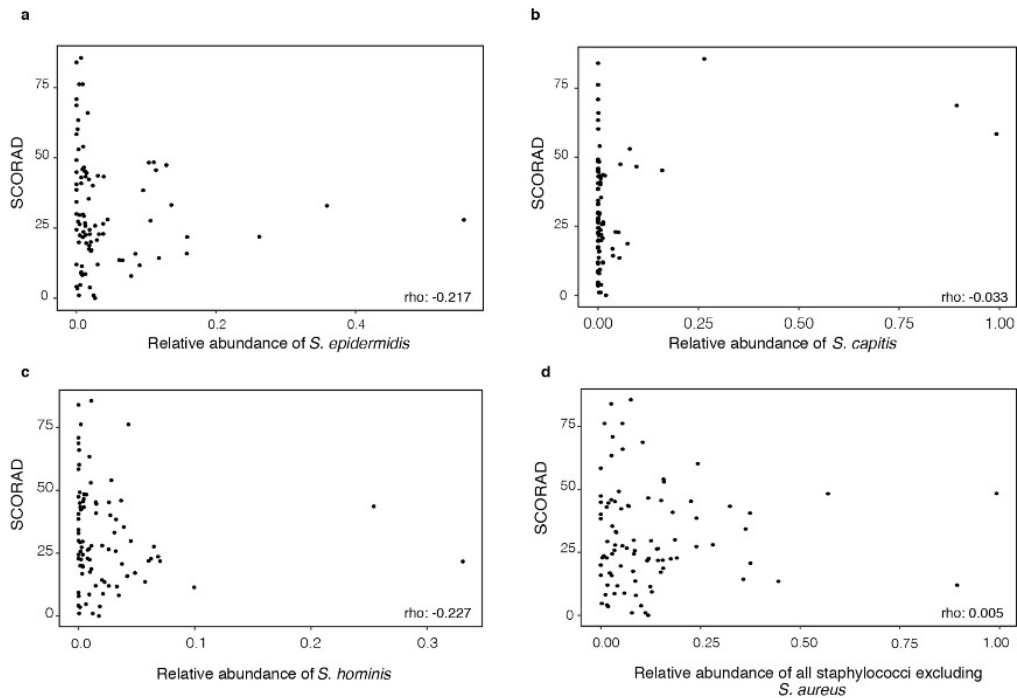 a
75
50
25
0
SCORAD
rho: -0.217
0.0
0.2
0.4
Relative abundance of S. epidermidis
b
75
50
25
0
SCORAD
rho: -0.033
0.00
0.25
0.50
0.75
1.00
Relative abundance of S. capitis
c
75
50
25
0
SCORAD
rho: -0.227
0.0
0.1
0.2
0.3
Relative abundance of S. hominis
d
75
50
25
0
SCORAD
rho: 0.005
0.00
0.25
0.50
0.75
1.00
Relative abundance of all staphylococci excluding
S. aureus